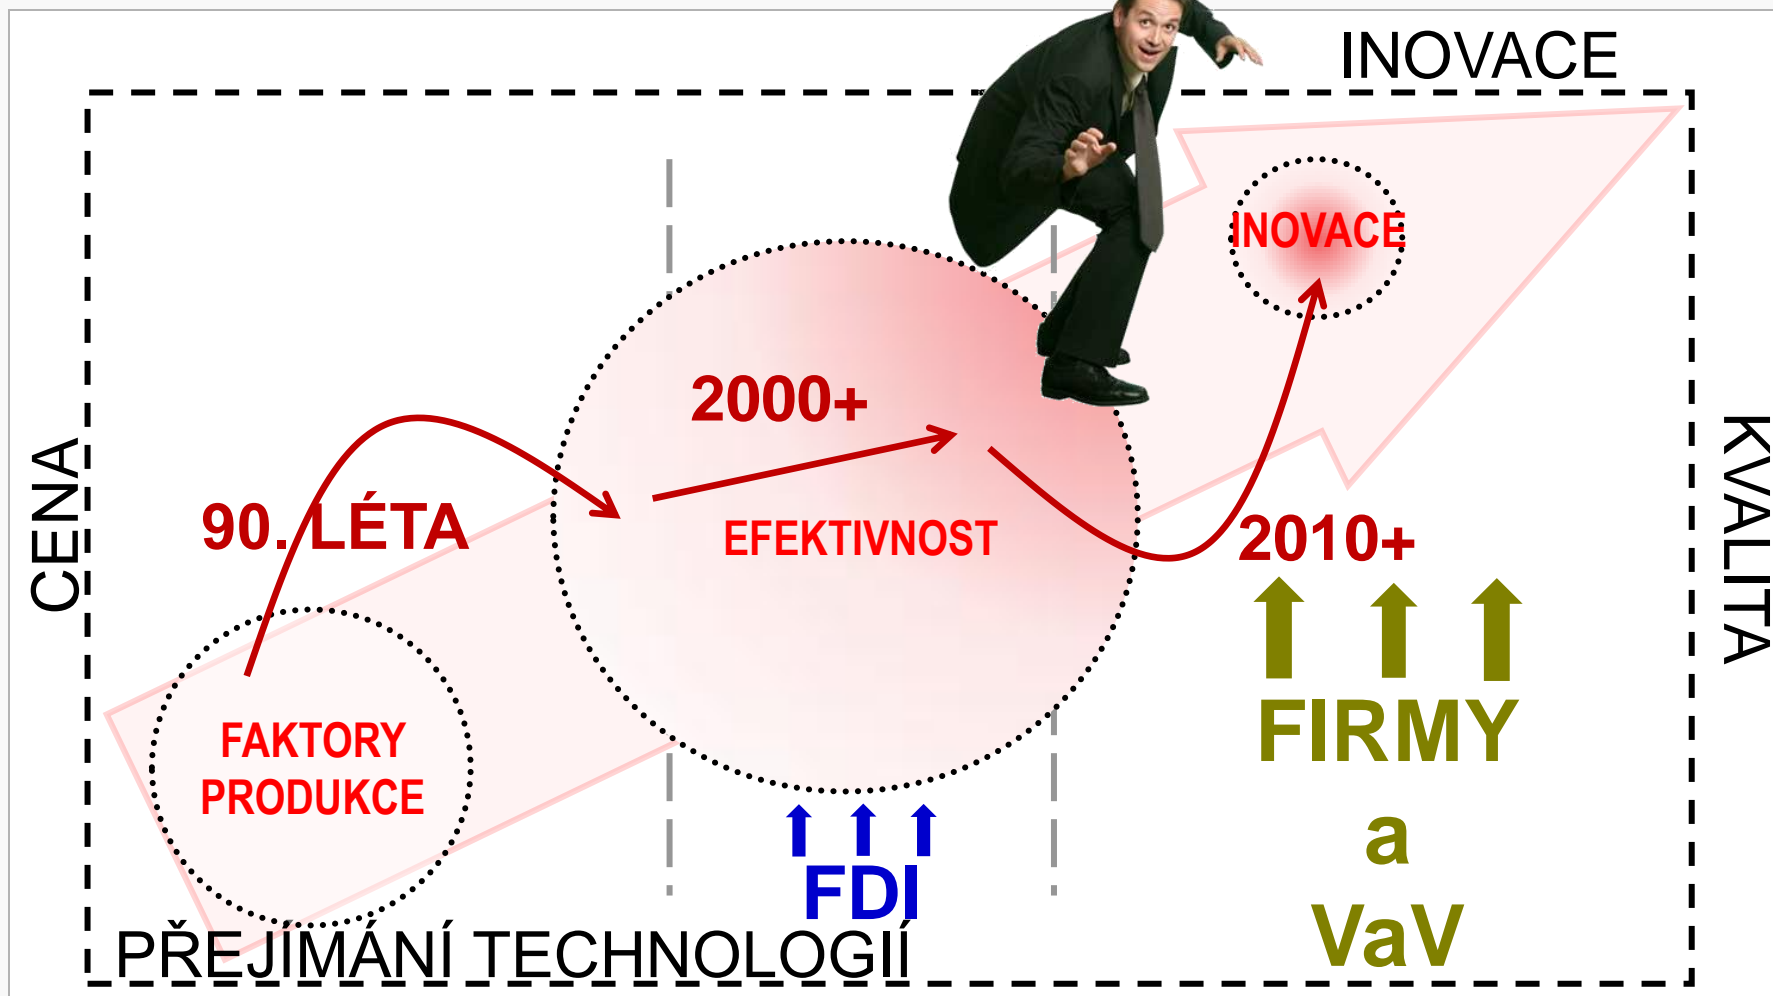 INOVACE
INOVACE
2000+
CENA
KVALITA
90. LÉTA
EFEKTIVNOST
2010+
FAKTORY
PRODUKCE
FIRMY
a
VaV
FDI
PŘEJÍMÁNÍ TECHNOLOGIÍ